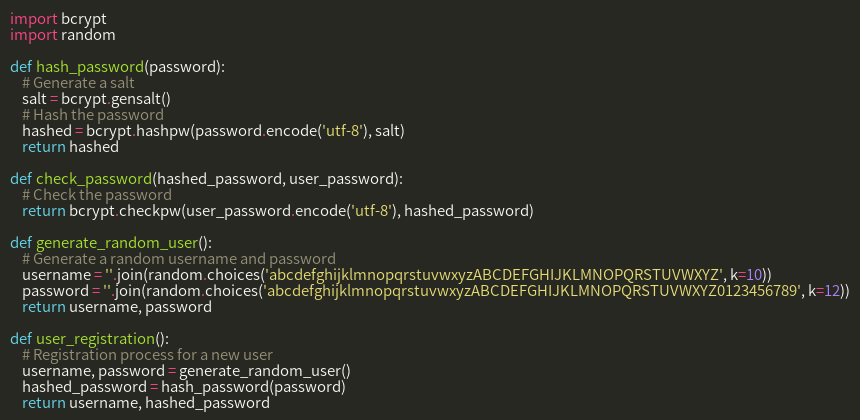 import bcrypt
import random

def hash_password(password):
    # Generate a salt
    salt = bcrypt.gensalt()
    # Hash the password
    hashed = bcrypt.hashpw(password.encode('utf-8'), salt)
    return hashed

def check_password(hashed_password, user_password):
    # Check the password
    return bcrypt.checkpw(user_password.encode('utf-8'), hashed_password)

def generate_random_user():
    # Generate a random username and password
    username = ''.join(random.choices('abcdefghijklmnopqrstuvwxyzABCDEFGHIJKLMNOPQRSTUVWXYZ', k=10))
    password = ''.join(random.choices('abcdefghijklmnopqrstuvwxyzABCDEFGHIJKLMNOPQRSTUVWXYZ0123456789', k=12))
    return username, password

def user_registration():
    # Registration process for a new user
    username, password = generate_random_user()
    hashed_password = hash_password(password)
    return username, hashed_password